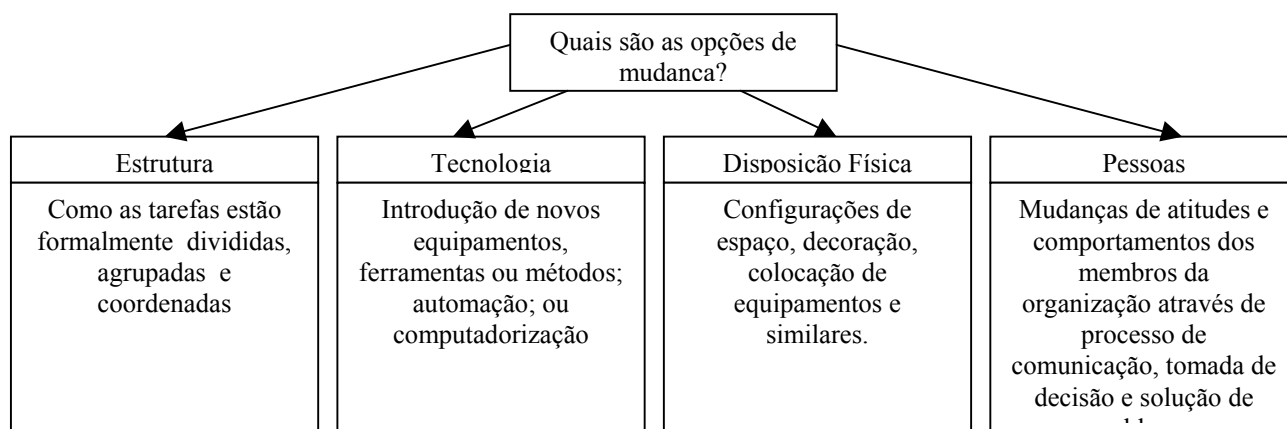 Quais são as opções de
mudanca?
Estrutura
Como as tarefas estão
formalmente divididas,
agrupadas e
coordenadas
Tecnologia
Introdução de novos
equipamentos,
ferramentas ou métodos;
automação; ou
computadorização
Disposição Física
Configurações de
espaço, decoração,
colocação de
equipamentos e
similares.
Pessoas
Mudanças de atitudes e
comportamentos dos
membros da
organização através de
processo de
comunicação, tomada de
decisão e solução de